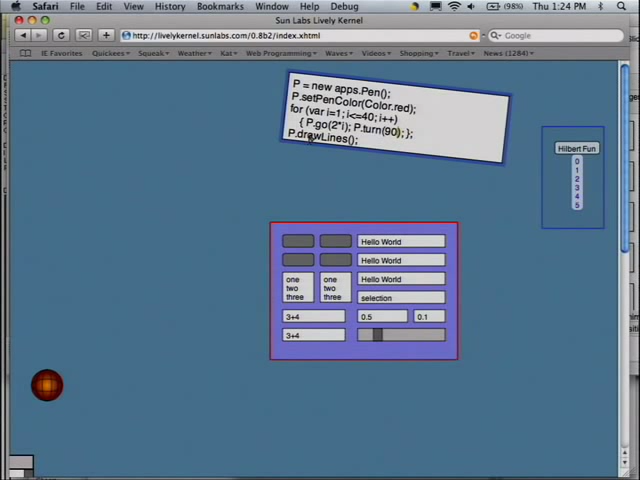 Safari File Edit View History Bookmarks Window Help Debug (98%) Thu 1:24 PM
Sun Labs Lively Kernel
http://livelykernel.sunlabs.com/0.8b2/index.xhtml Google
IE Favorites Quickees Squeak Weather Kat Web Programming Waves Videos Shopping Travel News (1284)
P = new apps.Pen();
P.setPenColor(Color.red);
for (var i=1; i<=40; i++)
{ P.go(2*i); P.turn(90); };
P.drawLines();
Hilbert Fun
0
1
2
3
4
5
Hello World
Hello World
one one Hello World
two two
three three selection
3+4 0.5 0.1
3+4